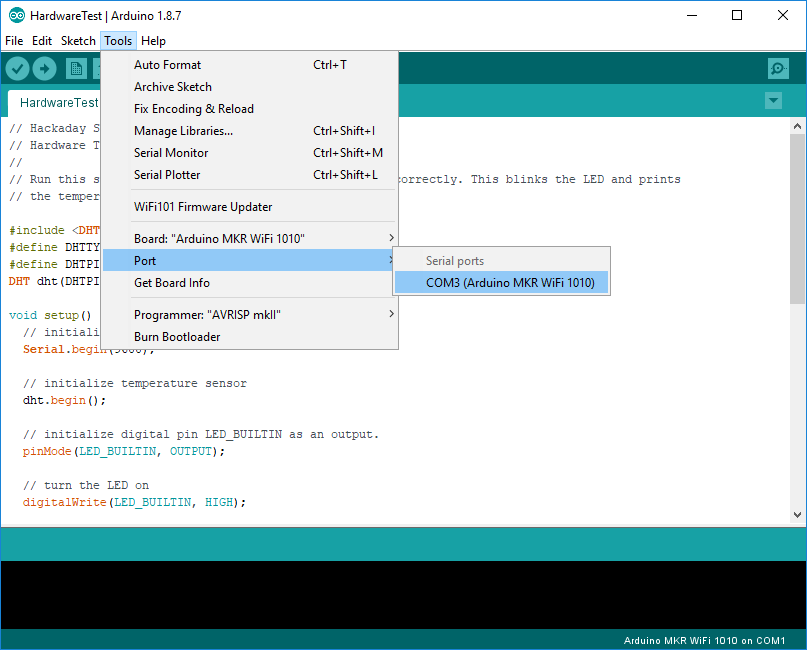 HardwareTest | Arduino 1.8.7
File Edit Sketch Tools Help
HardwareTest
Auto Format Ctrl+T
Archive Sketch
Fix Encoding & Reload
Manage Libraries... Ctrl+Shift+I
Serial Monitor Ctrl+Shift+M
Serial Plotter Ctrl+Shift+L
WiFi101 Firmware Updater
Board: "Arduino MKR WiFi 1010"
Port
Get Board Info
Programmer: "AVRISP mkII"
Burn Bootloader
Serial ports
COM3 (Arduino MKR WiFi 1010)
// Hackaday S
// Hardware T
//
// Run this s orrectly. This blinks the LED and prints
// the temper
#include <DHT
#define DHTTY
#define DHTPI
DHT dht(DHTPI
void setup()
// initiali
Serial.begin(9600);
// initialize temperature sensor
dht.begin();
// initialize digital pin LED_BUILTIN as an output.
pinMode(LED_BUILTIN, OUTPUT);
// turn the LED on
digitalWrite(LED_BUILTIN, HIGH);
Arduino MKR WiFi 1010 on COM1